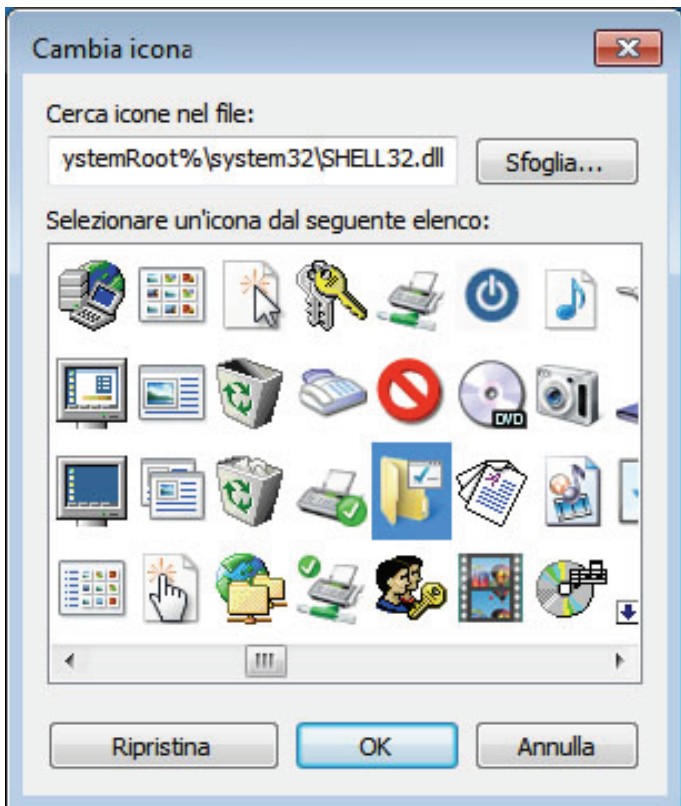 Cambia icona
Cerca icone nel file:
ystemRoot%\system32\SHELL32.dll
Sfoglia...
Selezionare un'icona dal seguente elenco:
DVD
Ripristina
OK
Annulla